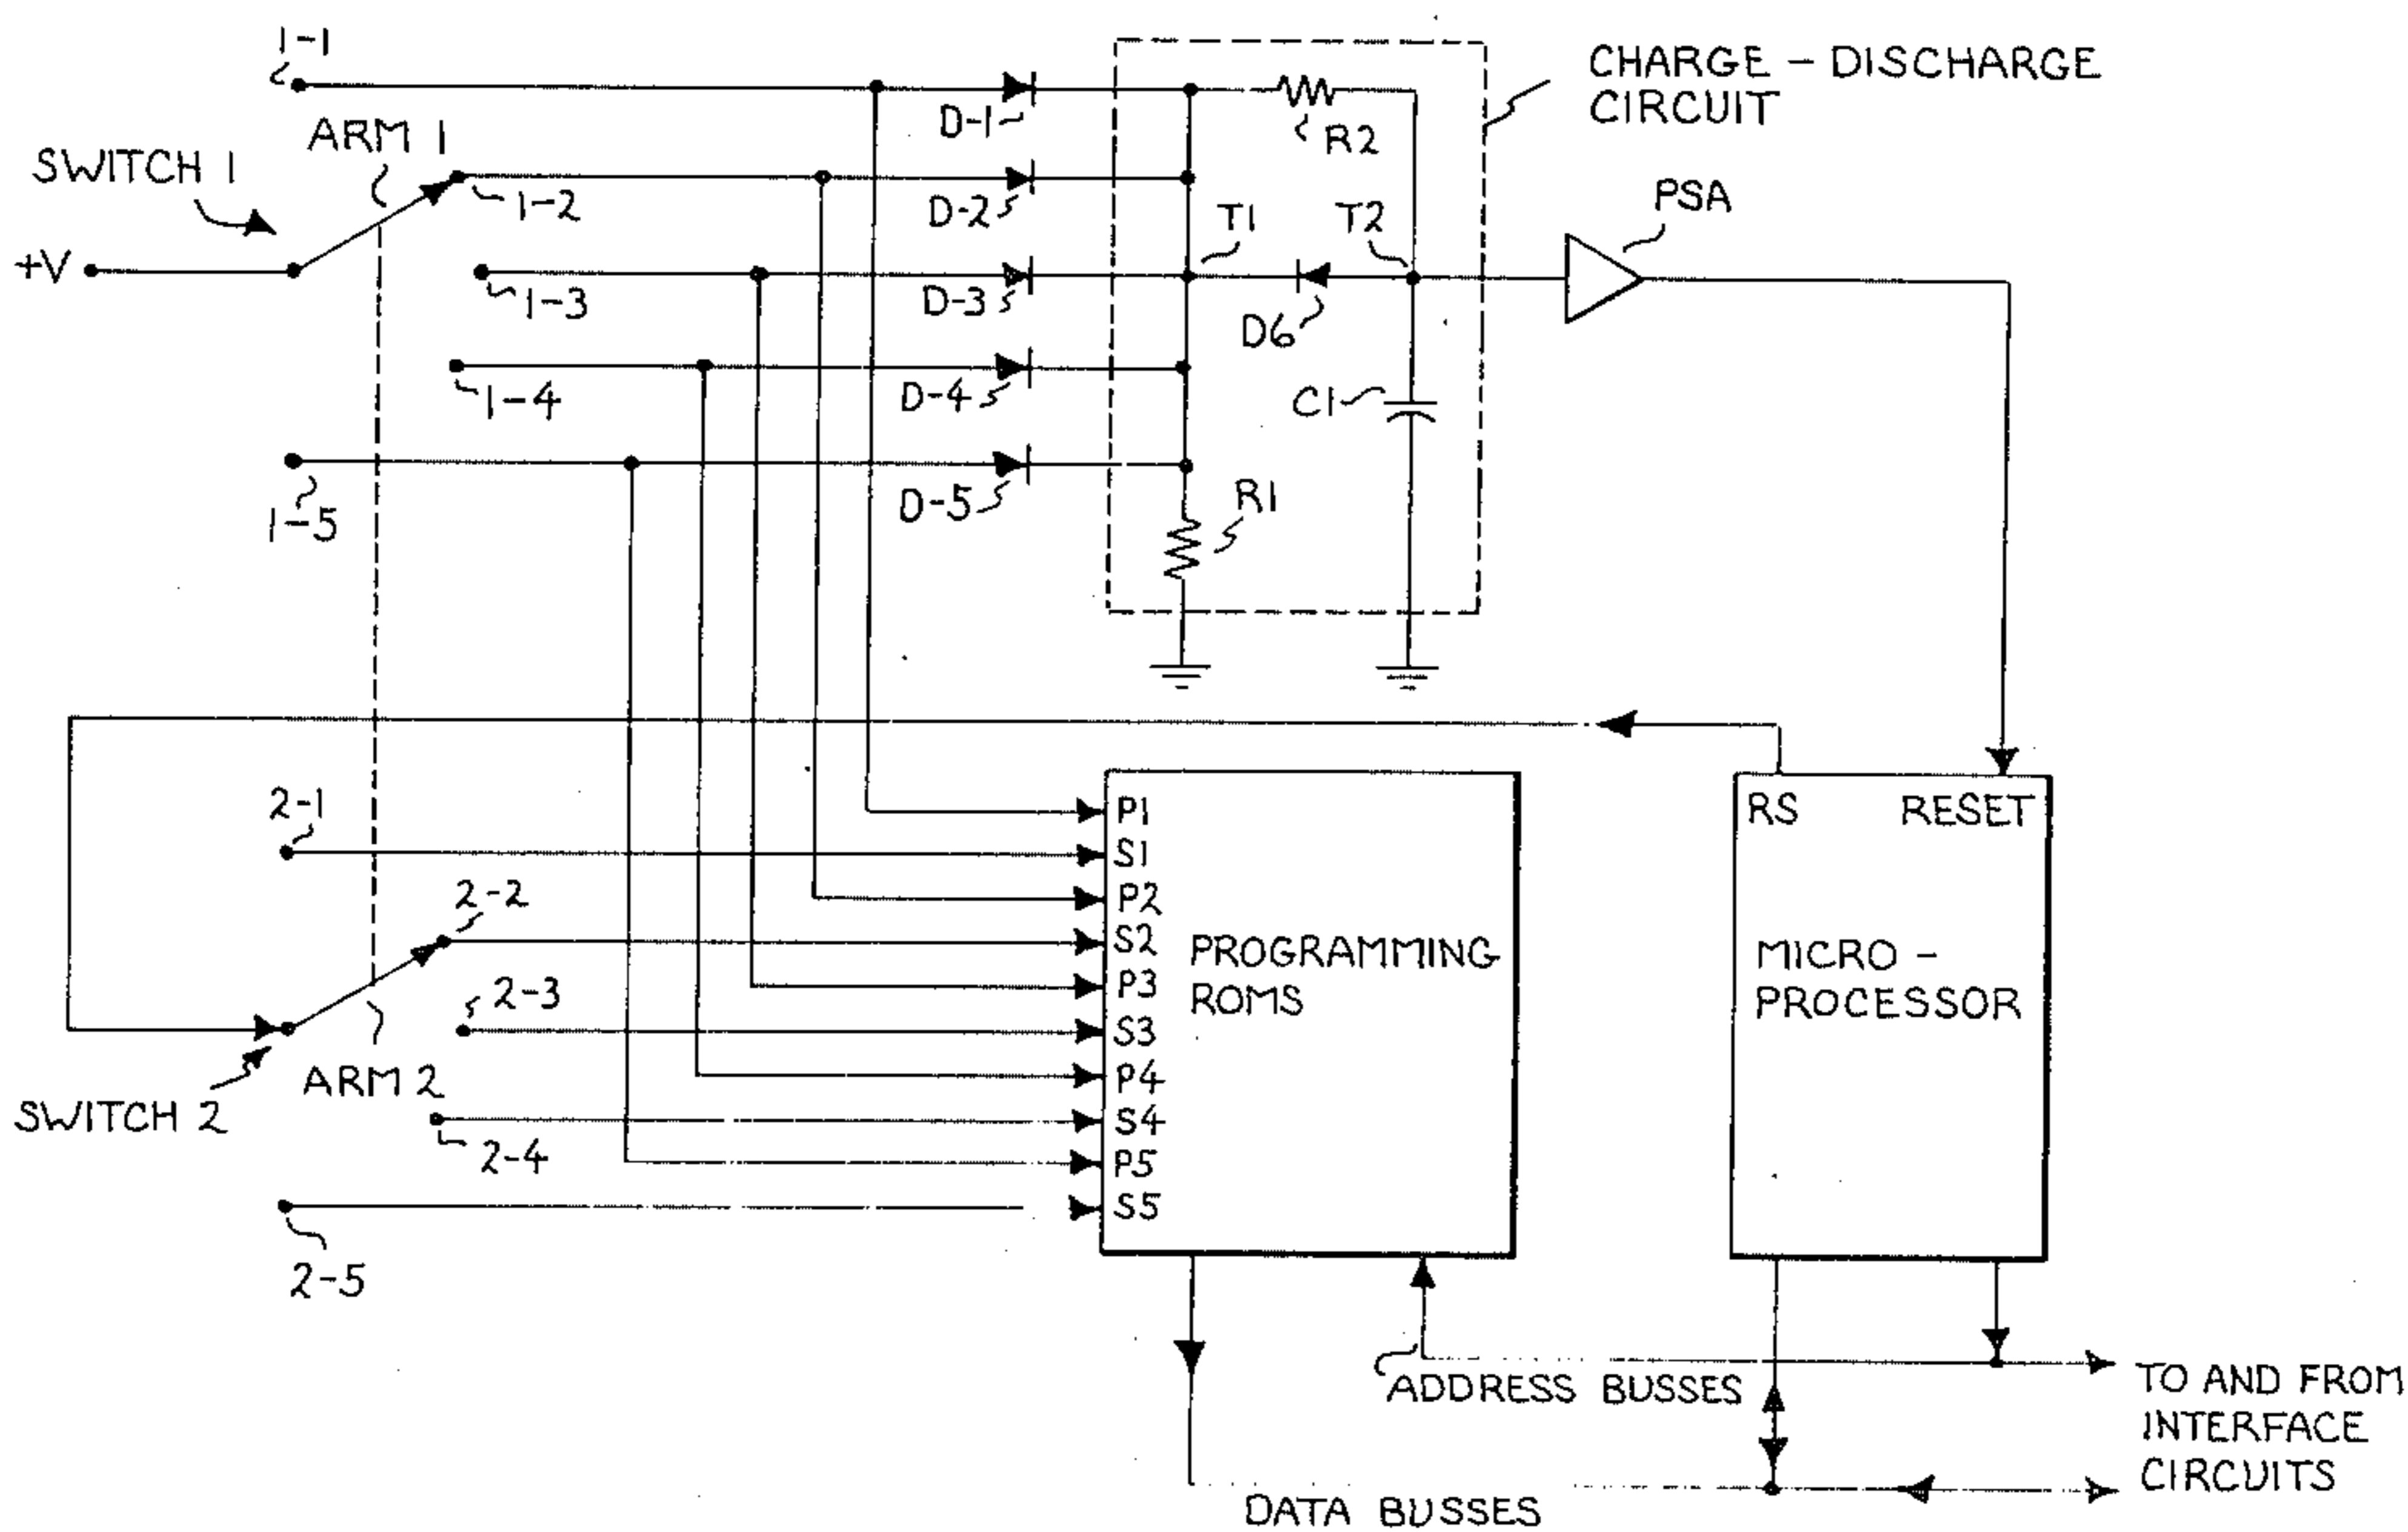 1-1
CHARGE - DISCHARGE
CIRCUIT
ARM 1
D-1
R2
SWITCH 1
1-2
D-2
T1
T2
PSA
+V
1-3
D-3
D6
1-4
D-4
C1
1-5
D-5
R1
2-1
P1
RS
RESET
S1
2-2
P2
S2
PROGRAMMING
ROMS
MICRO -
PROCESSOR
2-3
P3
S3
ARM 2
P4
SWITCH 2
S4
2-4
P5
S5
2-5
ADDRESS BUSSES
TO AND FROM
INTERFACE
CIRCUITS
DATA BUSSES